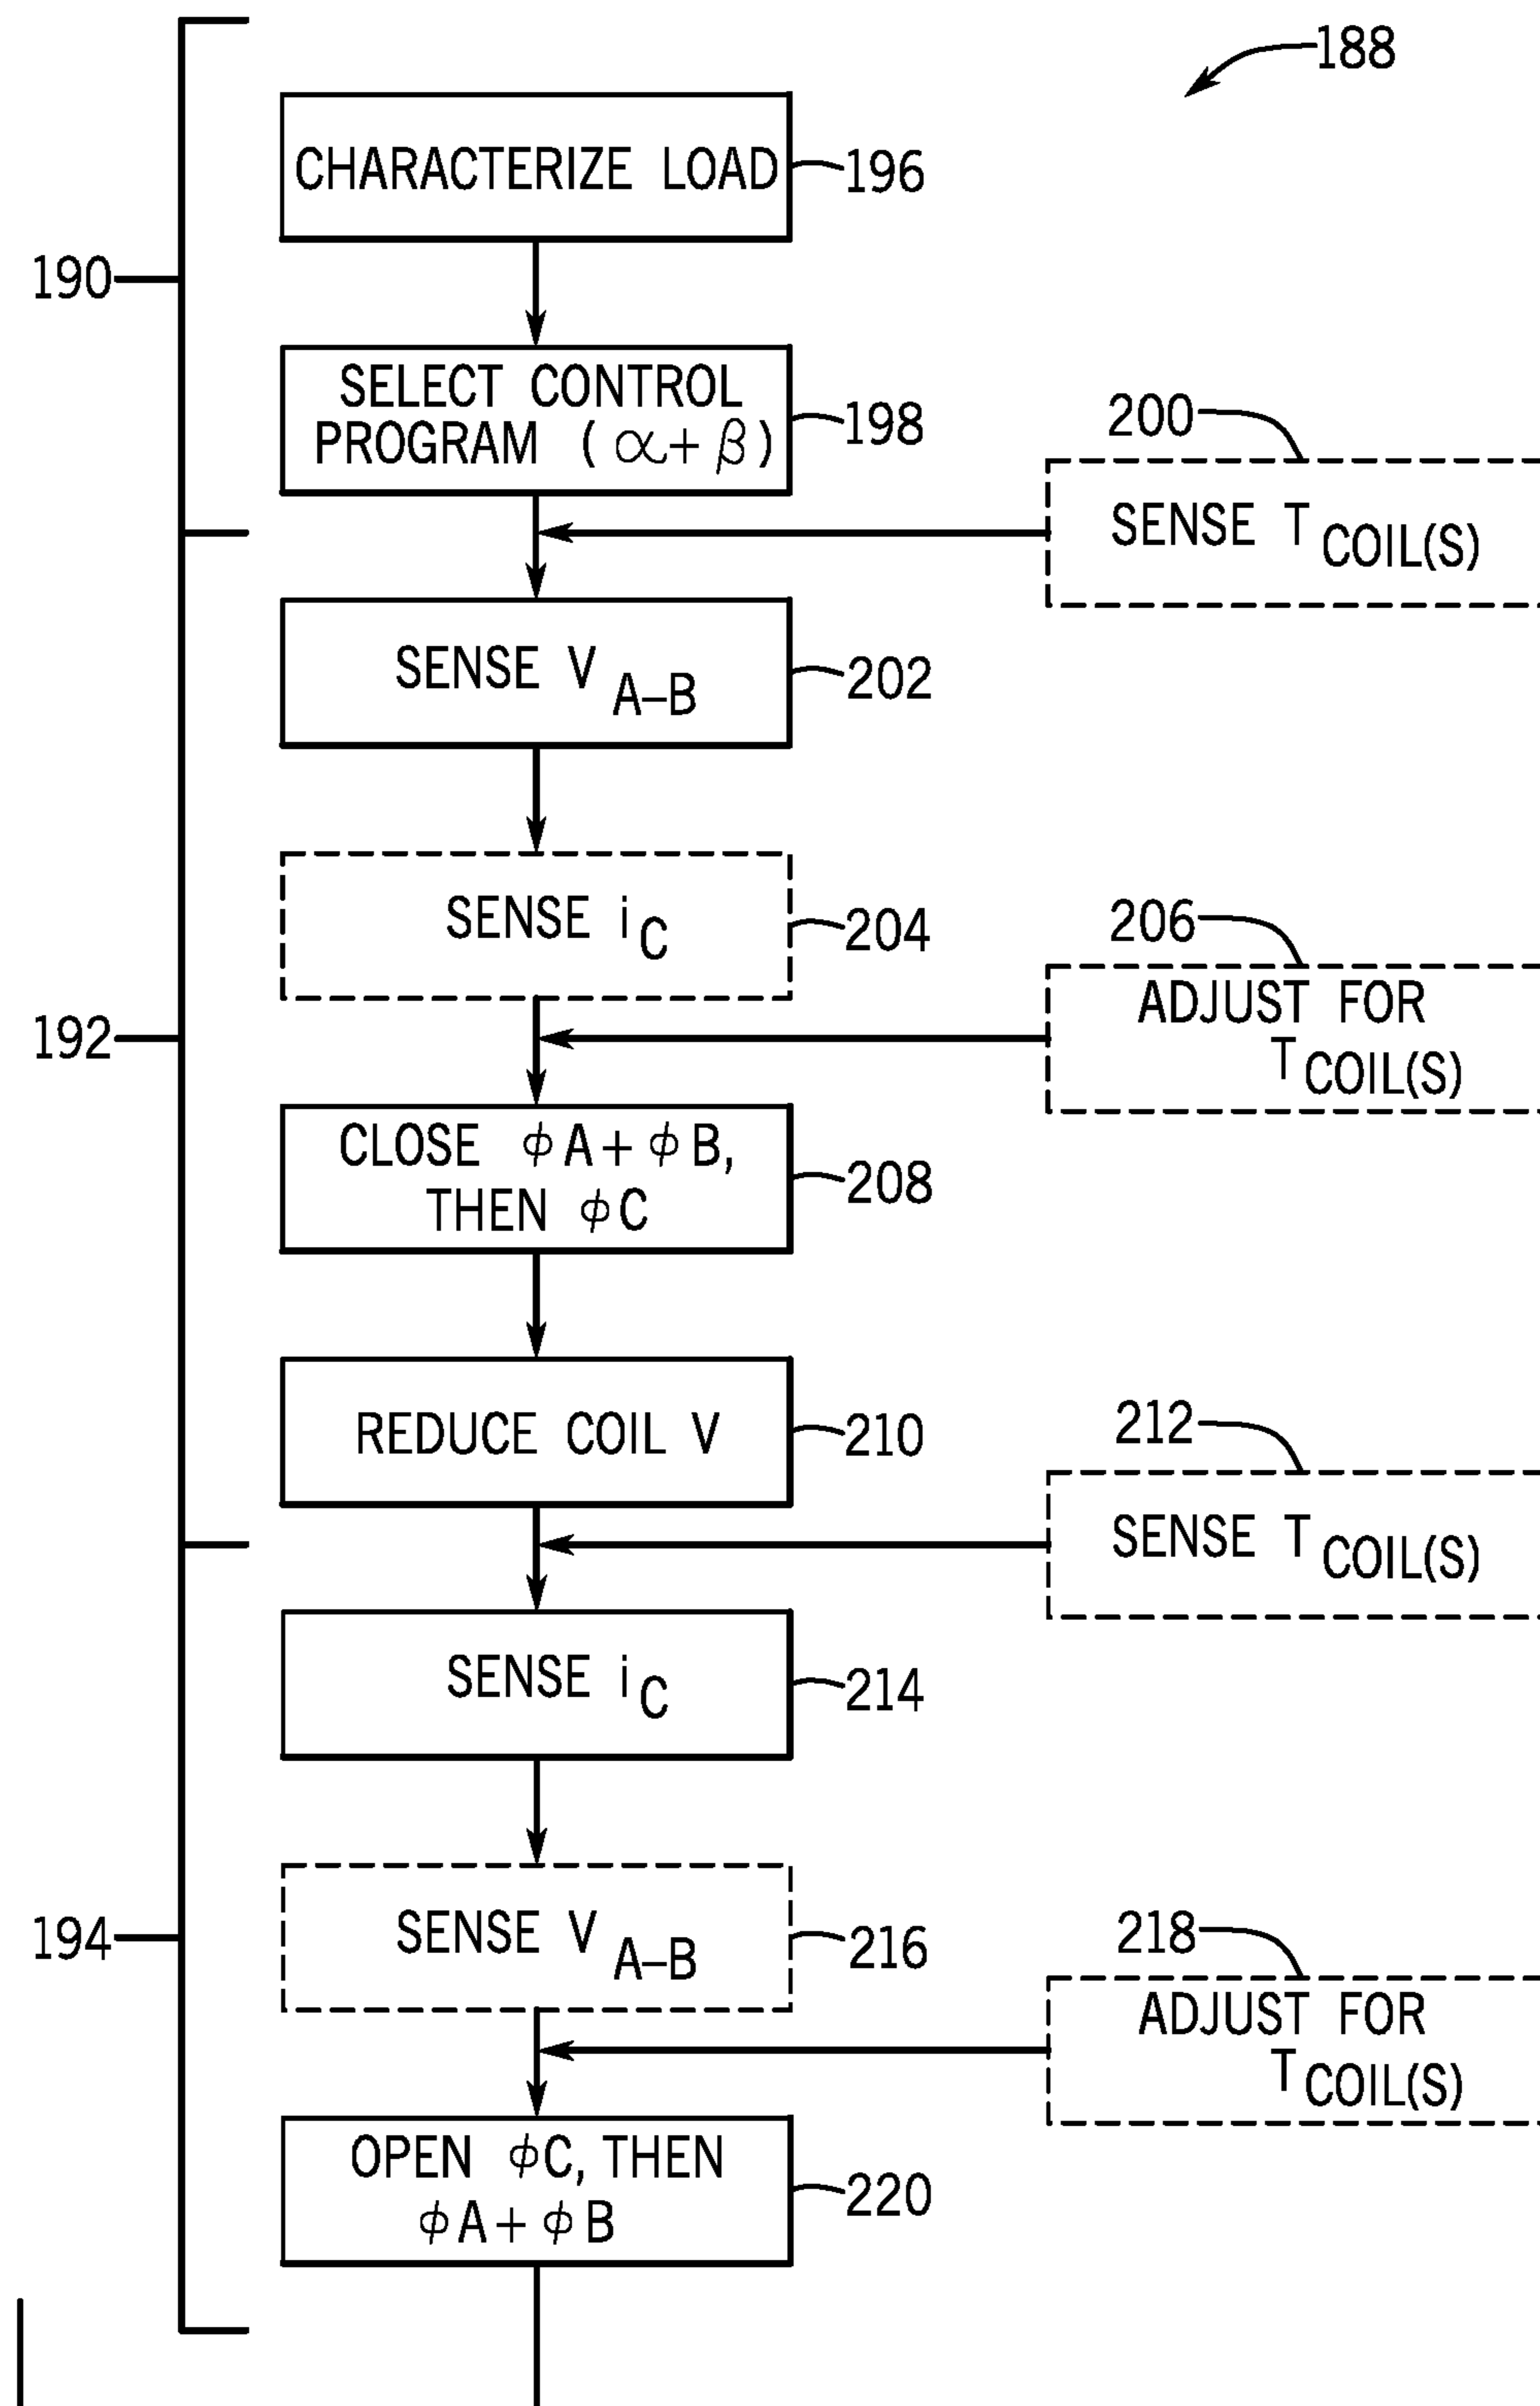 188
CHARACTERIZE LOAD
196
190
SELECT CONTROL
PROGRAM (α+β)
198
200
SENSE T COIL(S)
SENSE V A–B
202
SENSE i C
204
206
ADJUST FOR
T COIL(S)
192
CLOSE φA+φB,
THEN φC
208
REDUCE COIL V
210
212
SENSE T COIL(S)
SENSE i C
214
SENSE V A–B
216
194
218
ADJUST FOR
T COIL(S)
OPEN φC, THEN
φA+φB
220